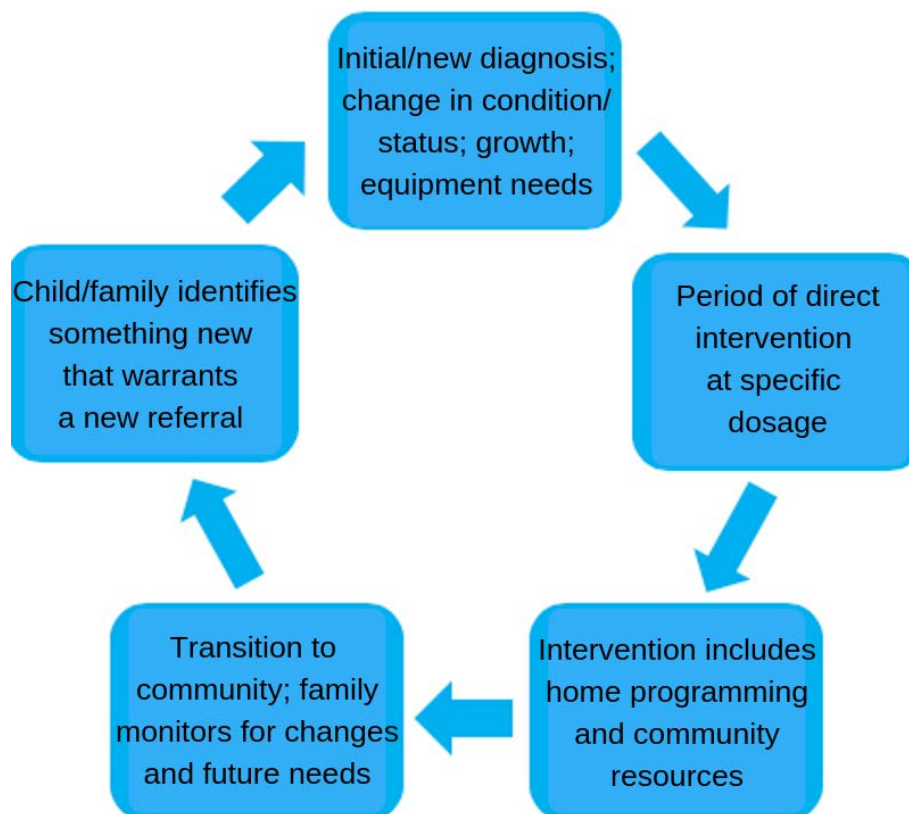 Initial/new diagnosis;
change in condition/
status; growth;
equipment needs
Period of direct
intervention
at specific
dosage
Intervention includes
home programming
and community
resources
Transition to
community; family
monitors for changes
and future needs
Child/family identifies
something new
that warrants
a new referral